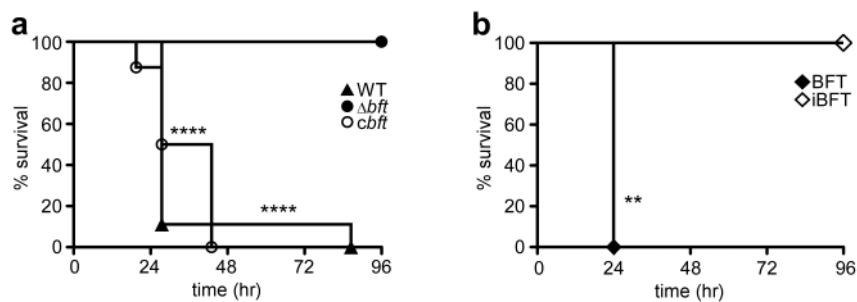 a
% survival
100
80
60
40
20
0
0 24 48 72 96
time (hr)
WT
Δbft
cbft
****
****
b
% survival
100
80
60
40
20
0
0 24 48 72 96
time (hr)
BFT
iBFT
**